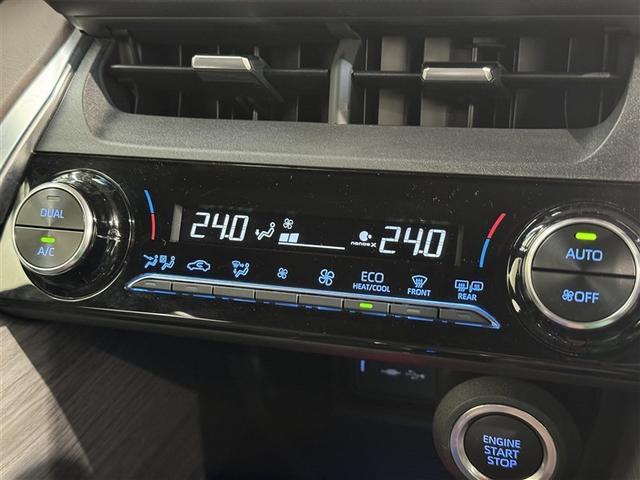 DUAL
A/C
24.0
nanoe X
24.0
ECO
HEAT/COOL
FRONT
REAR
AUTO
OFF
ENGINE
START
STOP